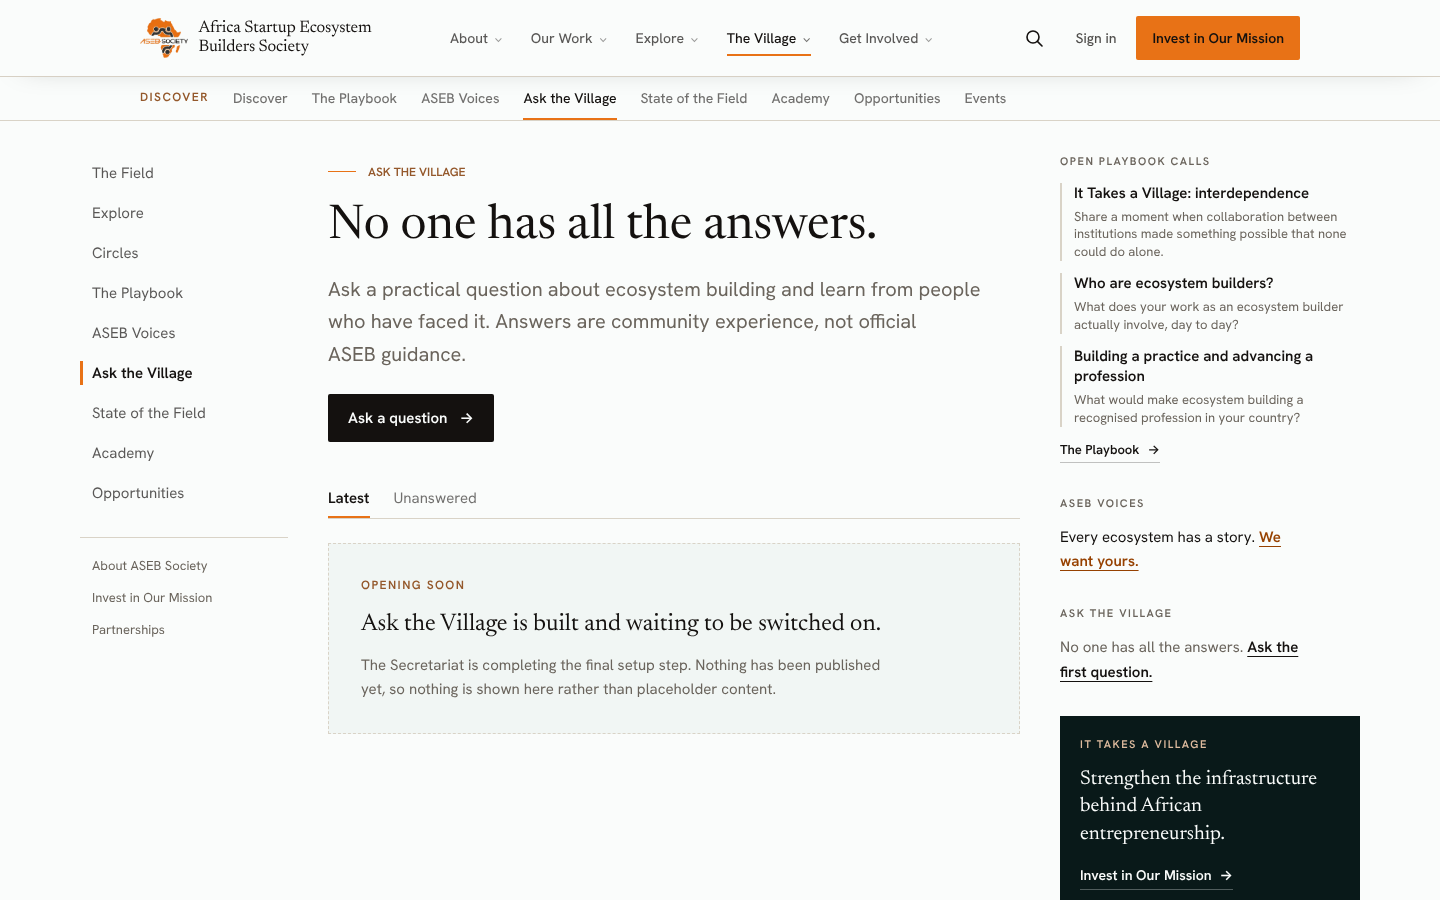 ASEB SOCIETY
Africa Startup Ecosystem
Builders Society
About
Our Work
Explore
The Village
Get Involved
Sign in
Invest in Our Mission
DISCOVER
Discover
The Playbook
ASEB Voices
Ask the Village
State of the Field
Academy
Opportunities
Events
The Field
Explore
Circles
The Playbook
ASEB Voices
Ask the Village
State of the Field
Academy
Opportunities
About ASEB Society
Invest in Our Mission
Partnerships
ASK THE VILLAGE
No one has all the answers.
Ask a practical question about ecosystem building and learn from people
who have faced it. Answers are community experience, not official
ASEB guidance.
Ask a question →
Latest
Unanswered
OPENING SOON
Ask the Village is built and waiting to be switched on.
The Secretariat is completing the final setup step. Nothing has been published
yet, so nothing is shown here rather than placeholder content.
OPEN PLAYBOOK CALLS
It Takes a Village: interdependence
Share a moment when collaboration between
institutions made something possible that none
could do alone.
Who are ecosystem builders?
What does your work as an ecosystem builder
actually involve, day to day?
Building a practice and advancing a
profession
What would make ecosystem building a
recognised profession in your country?
The Playbook →
ASEB VOICES
Every ecosystem has a story. We
want yours.
ASK THE VILLAGE
No one has all the answers. Ask the
first question.
IT TAKES A VILLAGE
Strengthen the infrastructure
behind African
entrepreneurship.
Invest in Our Mission →